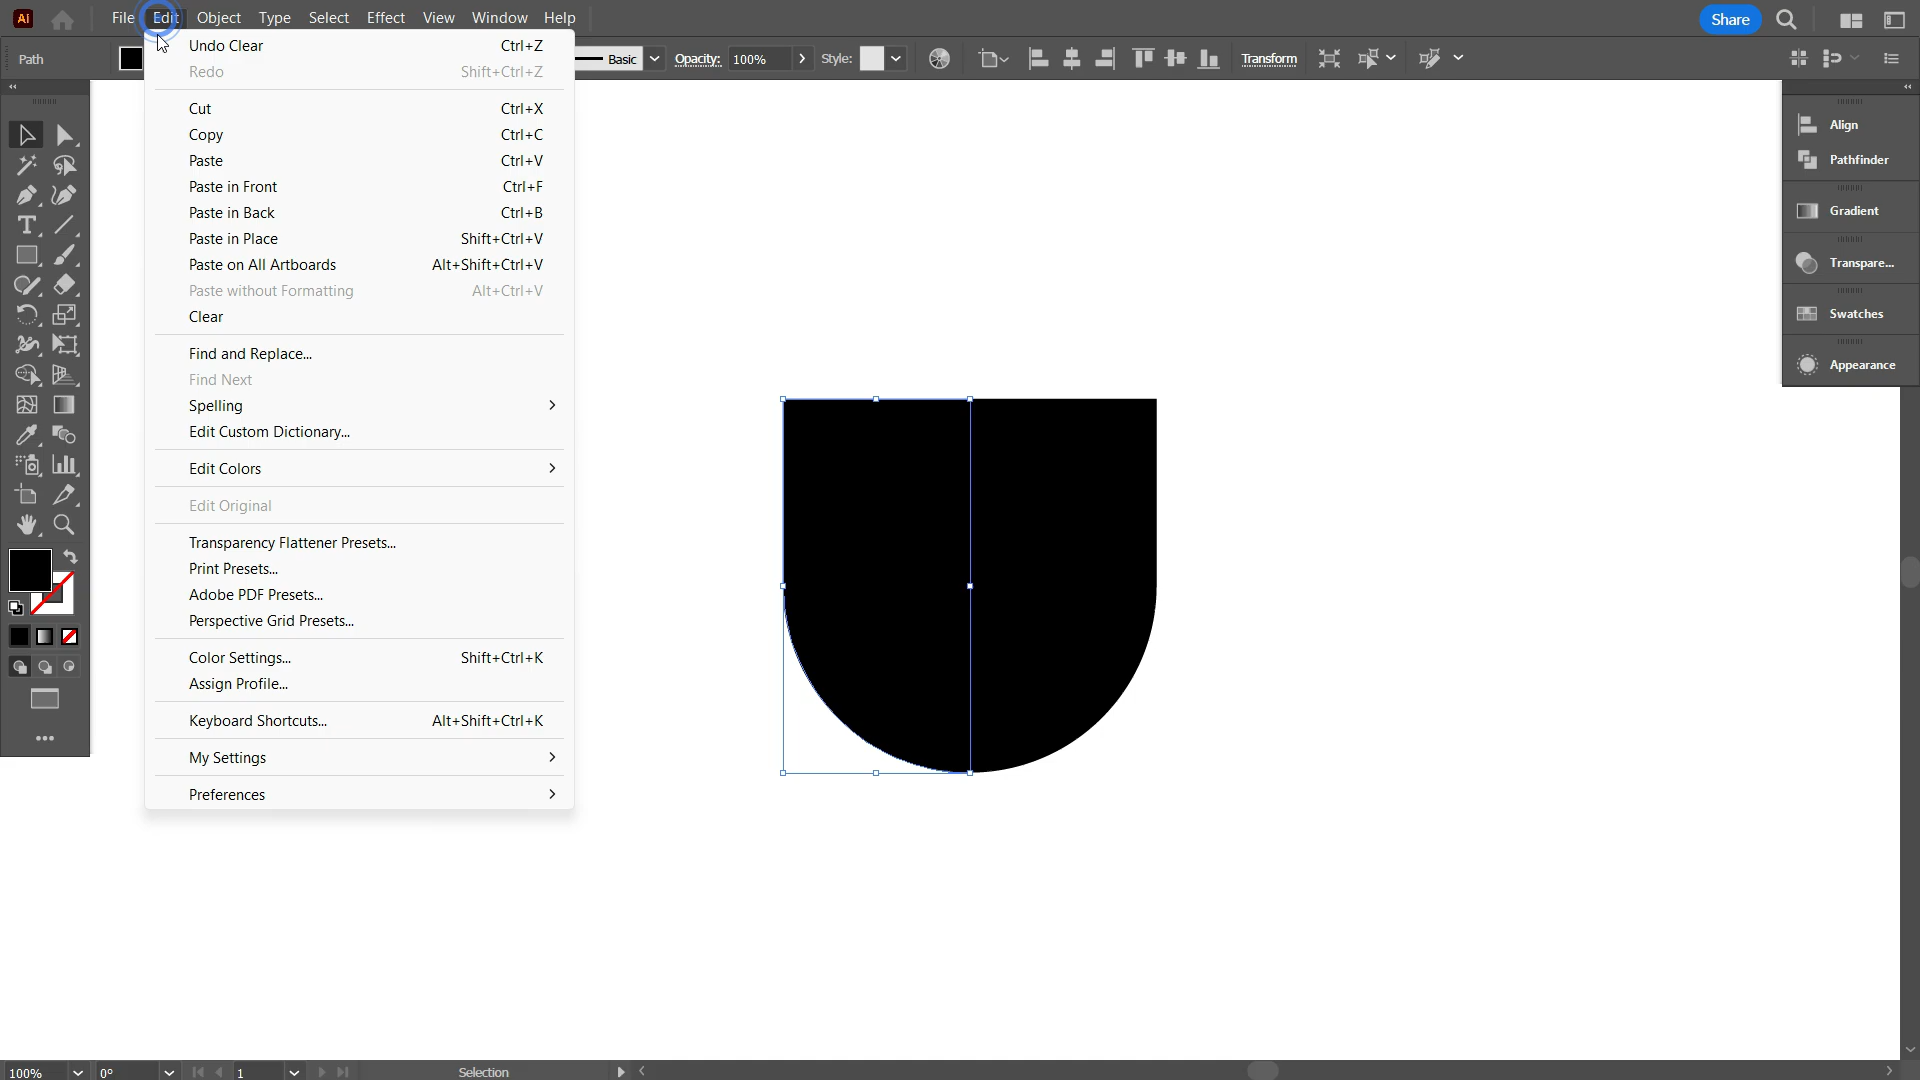 Ai File Edit Object Type Select Effect View Window Help Share
Path Basic Opacity: 100% Style: Transform
Undo Clear Ctrl+Z
Redo Shift+Ctrl+Z
Cut Ctrl+X
Copy Ctrl+C
Paste Ctrl+V
Paste in Front Ctrl+F
Paste in Back Ctrl+B
Paste in Place Shift+Ctrl+V
Paste on All Artboards Alt+Shift+Ctrl+V
Paste without Formatting Alt+Ctrl+V
Clear
Find and Replace...
Find Next
Spelling
Edit Custom Dictionary...
Edit Colors
Edit Original
Transparency Flattener Presets...
Print Presets...
Adobe PDF Presets...
Perspective Grid Presets...
Color Settings... Shift+Ctrl+K
Assign Profile...
Keyboard Shortcuts... Alt+Shift+Ctrl+K
My Settings
Preferences
Align
Pathfinder
Gradient
Transpare...
Swatches
Appearance
100% 0° 1 Selection